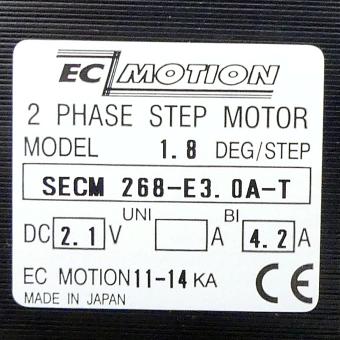 EC MOTION
2 PHASE STEP MOTOR
MODEL 1.8 DEG/STEP
SECM 268-E3.0A-T
UNI BI
DC 2.1 V A 4.2 A
EC MOTION 11-14 KA
MADE IN JAPAN CE